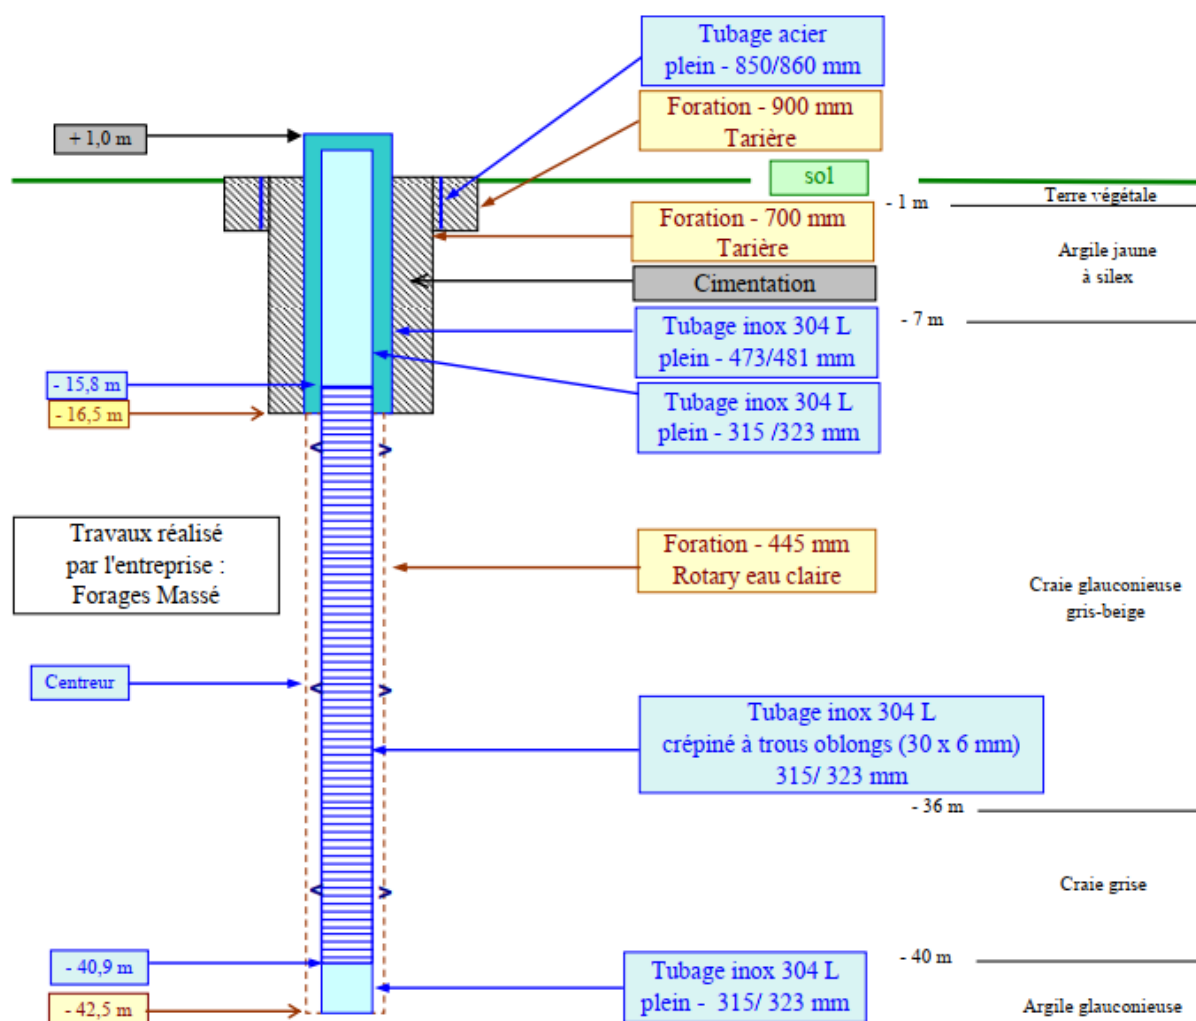 Tubage acier
plein - 850/860 mm
Foration - 900 mm
Tarière
+ 1,0 m
sol
Terre végétale
- 1 m
Foration - 700 mm
Tarière
Argile jaune
à silex
Cimentation
- 7 m
Tubage inox 304 L
plein - 473/481 mm
- 15,8 m
- 16,5 m
Tubage inox 304 L
plein - 315 /323 mm
Travaux réalisé
par l'entreprise :
Forages Massé
Foration - 445 mm
Rotary eau claire
Craie glauconieuse
gris-beige
Centreur
Tubage inox 304 L
crépiné à trous oblongs (30 x 6 mm)
315/ 323 mm
- 36 m
Craie grise
- 40,9 m
- 40 m
Tubage inox 304 L
plein - 315/ 323 mm
- 42,5 m
Argile glauconieuse